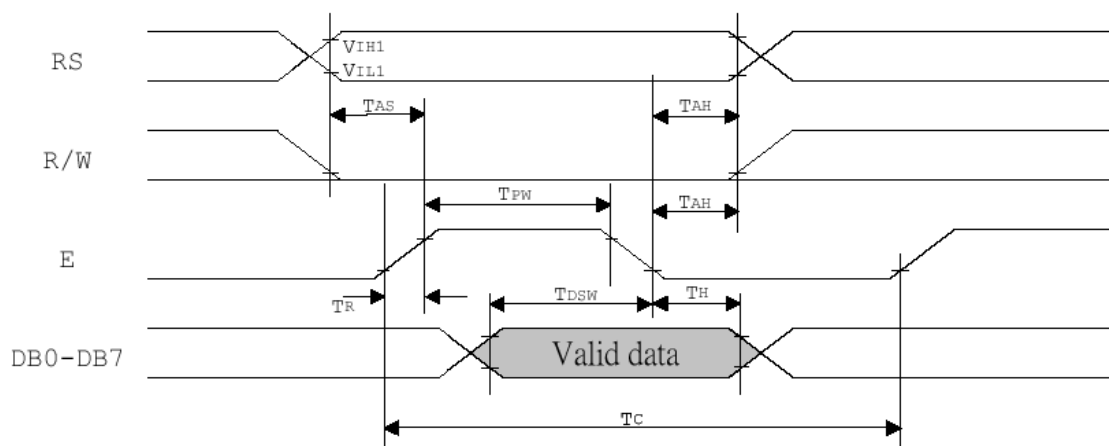 RS
VIH1
VIL1
TAS
TAH
R/W
TPW
TAH
E
TR
TDSW
TH
DB0-DB7
Valid data
TC